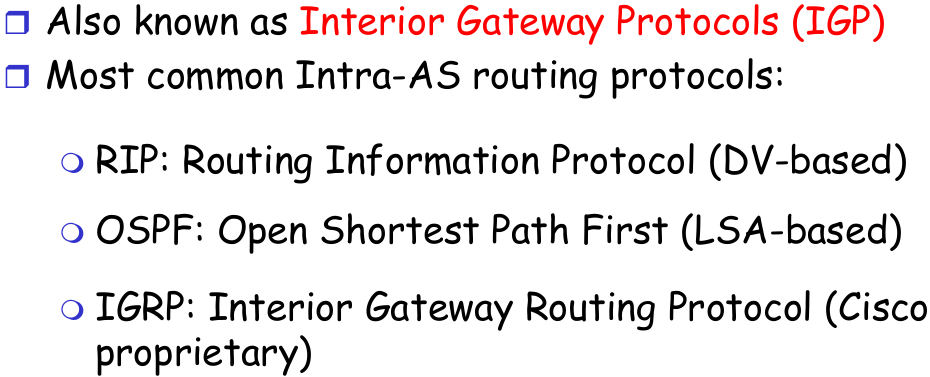 Also known as Interior Gateway Protocols (IGP)
Most common Intra-AS routing protocols:
RIP: Routing Information Protocol (DV-based)
OSPF: Open Shortest Path First (LSA-based)
IGRP: Interior Gateway Routing Protocol (Cisco
proprietary)